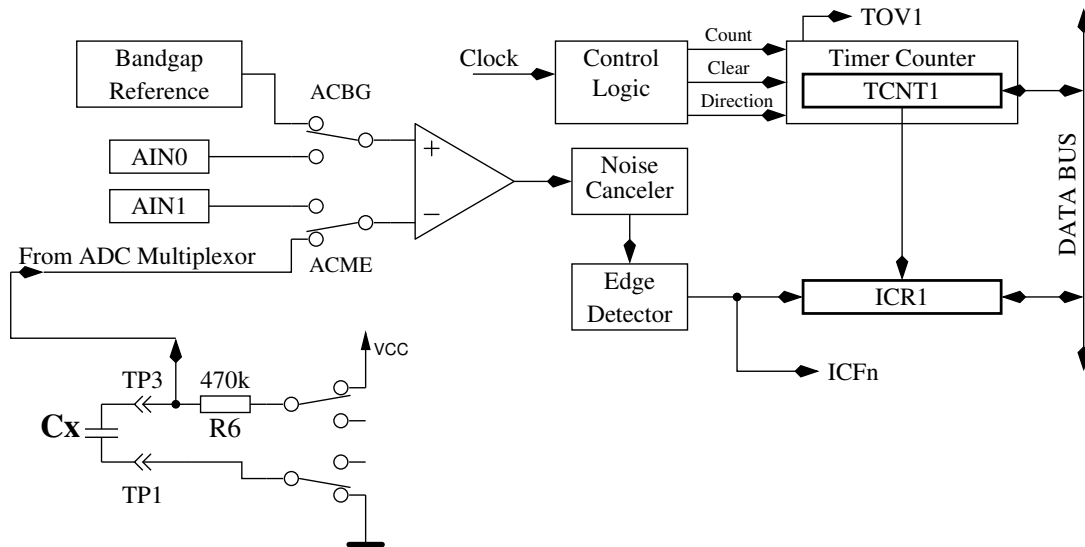 Bandgap
Reference
ACBG
AIN0
AIN1
ACME
From ADC Multiplexor
+
−
Clock
Control
Logic
Count
Clear
Direction
TOV1
Timer Counter
TCNT1
Noise
Canceler
Edge
Detector
ICR1
ICFn
DATA BUS
VCC
TP3
470k
R6
Cx
TP1